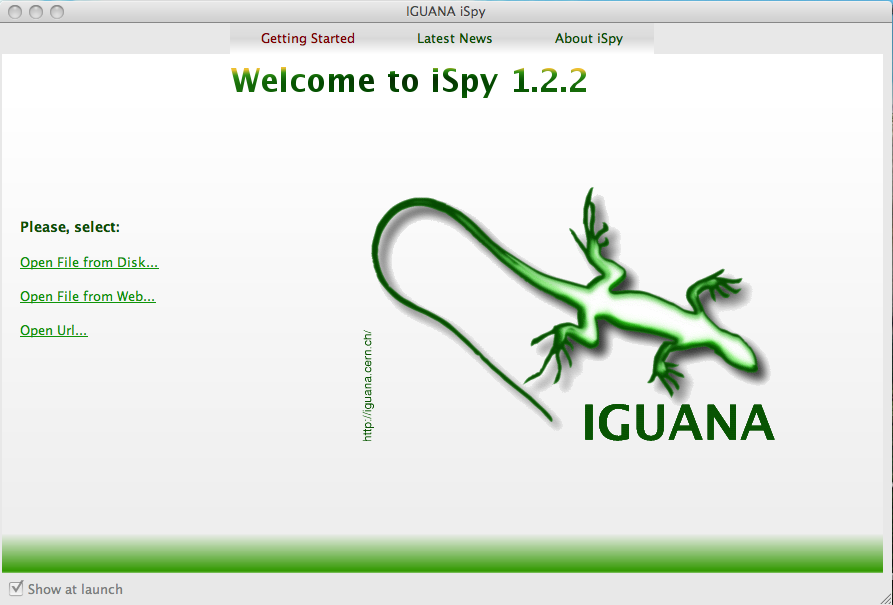 IGUANA iSpy
Getting Started
Latest News
About iSpy
Welcome to iSpy 1.2.2
Please, select:
Open File from Disk...
Open File from Web...
Open Url...
http://iguana.cern.ch/
IGUANA
Show at launch